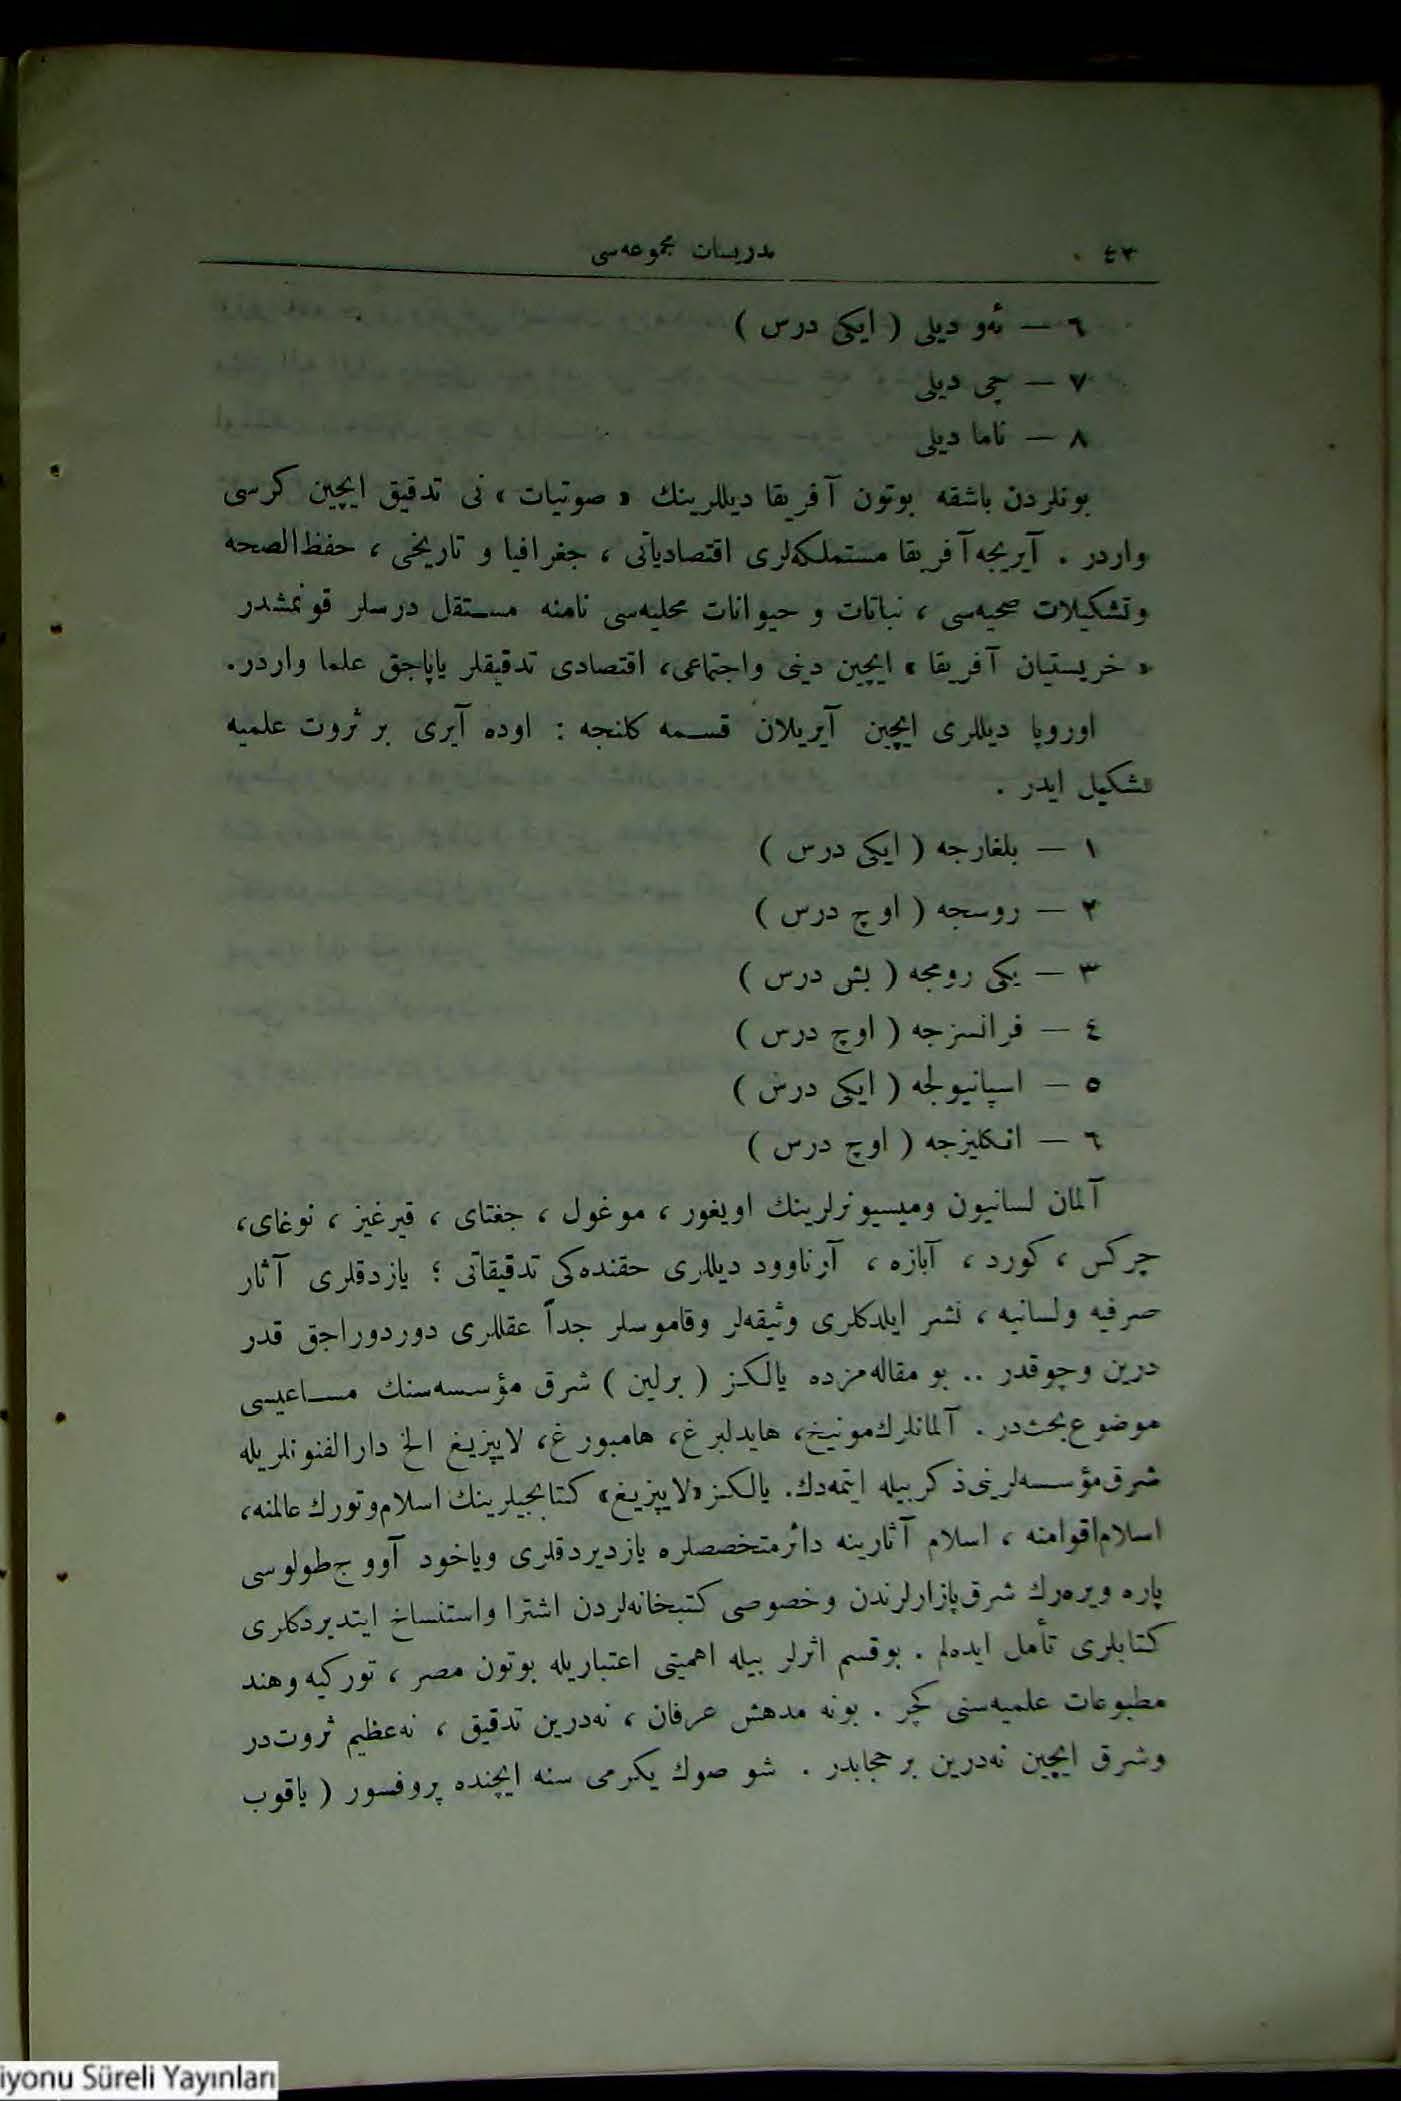 ٤٣ تدریسات مجموعه‌سی
٦ — ئه‌و دیلی ( ایکی درس )
٧ — چی دیلی
٨ — ناما دیلی
بونلردن باشقه بوتون آفریقا دیللرینك « صوتیات » نی تدقیق ایچین کرسی
واردر . آیریجه آفریقا مستملکه‌لری اقتصادیاتی ، جغرافیا و تاریخی ، حفظ‌الصحه
وتشکیلات صحیه‌سی ، نباتات و حیوانات محلیه‌سی نامنه مستقل درسلر قونمشدر
« خریستیان آفریقا » ایچین دینی واجتماعی، اقتصادی تدقیقلر یاپاجق علما واردر.
اوروپا دیللری ایچین آیریلان قسمه کلنجه : اوده آیری بر ثروت علمیه
تشکیل ایدر .
١ — بلغارجه ( ایکی درس )
٢ — روسجه ( اوچ درس )
٣ — یکی رومجه ( بش درس )
٤ — فرانسزجه ( اوچ درس )
٥ — اسپانیولجه ( ایکی درس )
٦ — انکلیزجه ( اوچ درس )
آلمان لسانیون ومیسیونرلرینك اویغور ، موغول ، جغتای ، قیرغیز ، نوغای،
چرکس ، کورد ، آبازه ، آرناوود دیللری حقنده‌کی تدقیقاتی ؛ یازدقلری آثار
صرفیه ولسانیه ، نشر ایلدکلری وثیقه‌لر وقاموسلر جداً عقللری دوردوراجق قدر
درین وچوقدر .. بو مقاله‌مزده یالکز ( برلین ) شرق مؤسسه‌سنك مساعیسی
موضوع بحث‌در . آلمانلرك مونیخ، هایدلبرغ، هامبورغ، لایپزیغ الخ دارالفنونلریله
شرق مؤسسه‌لرینی ذکر بیله ایتمه‌دك. یالکز «لایپزیغ» کتابجیلرینك اسلام و تورك عالمنه،
اسلام اقوامنه ، اسلام آثارینه دائر متخصصلره یازدیردقلری ویاخود آووج طولوسی
پاره ویره‌رك شرق پازارلرندن وخصوصی کتبخانه‌لردن اشترا واستنساخ ایتدیردکلری
کتابلری تأمل ایده‌لم . بوقسم اثرلر بیله اهمیتی اعتباریله بوتون مصر ، تورکیه وهند
مطبوعات علمیه‌سنی کچر . بونه مدهش عرفان ، نه‌درین تدقیق ، نه‌عظیم ثروت‌در
وشرق ایچین نه‌درین بر حجابدر . شو صوك یکرمی سنه ایچنده پروفسور ( یاقوب
iyonu Süreli Yayınları